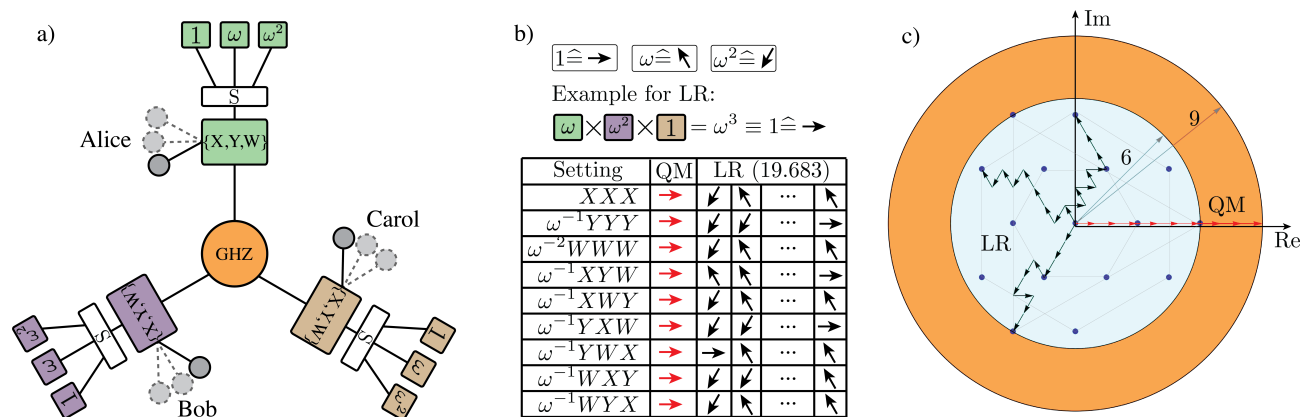 a)
1 ω ω²
S
{X,Y,W}
Alice
GHZ
Carol
{X,Y,W}
S
1
ω
ω²
{X,Y,W}
S
ω²
ω
1
Bob
b)
1≙→ ω≙↖ ω²≙↙
Example for LR:
ω × ω² × 1 = ω³ ≡ 1≙→
Setting QM LR (19.683)
XXX → ↙ ↖ ... ↖
ω⁻¹YYY → ↙ ↙ ... →
ω⁻²WWW → ↙ ↖ ... ↖
ω⁻¹XYW → ↖ ↖ ... →
ω⁻¹XWY → ↙ ↖ ... ↖
ω⁻¹YXW → ↙ ↙ ... →
ω⁻¹YWX → → ↖ ... ↖
ω⁻¹WXY → ↙ ↙ ... ↖
ω⁻¹WYX → ↙ ↖ ... ↖
c)
Im
9
6
QM
LR
Re